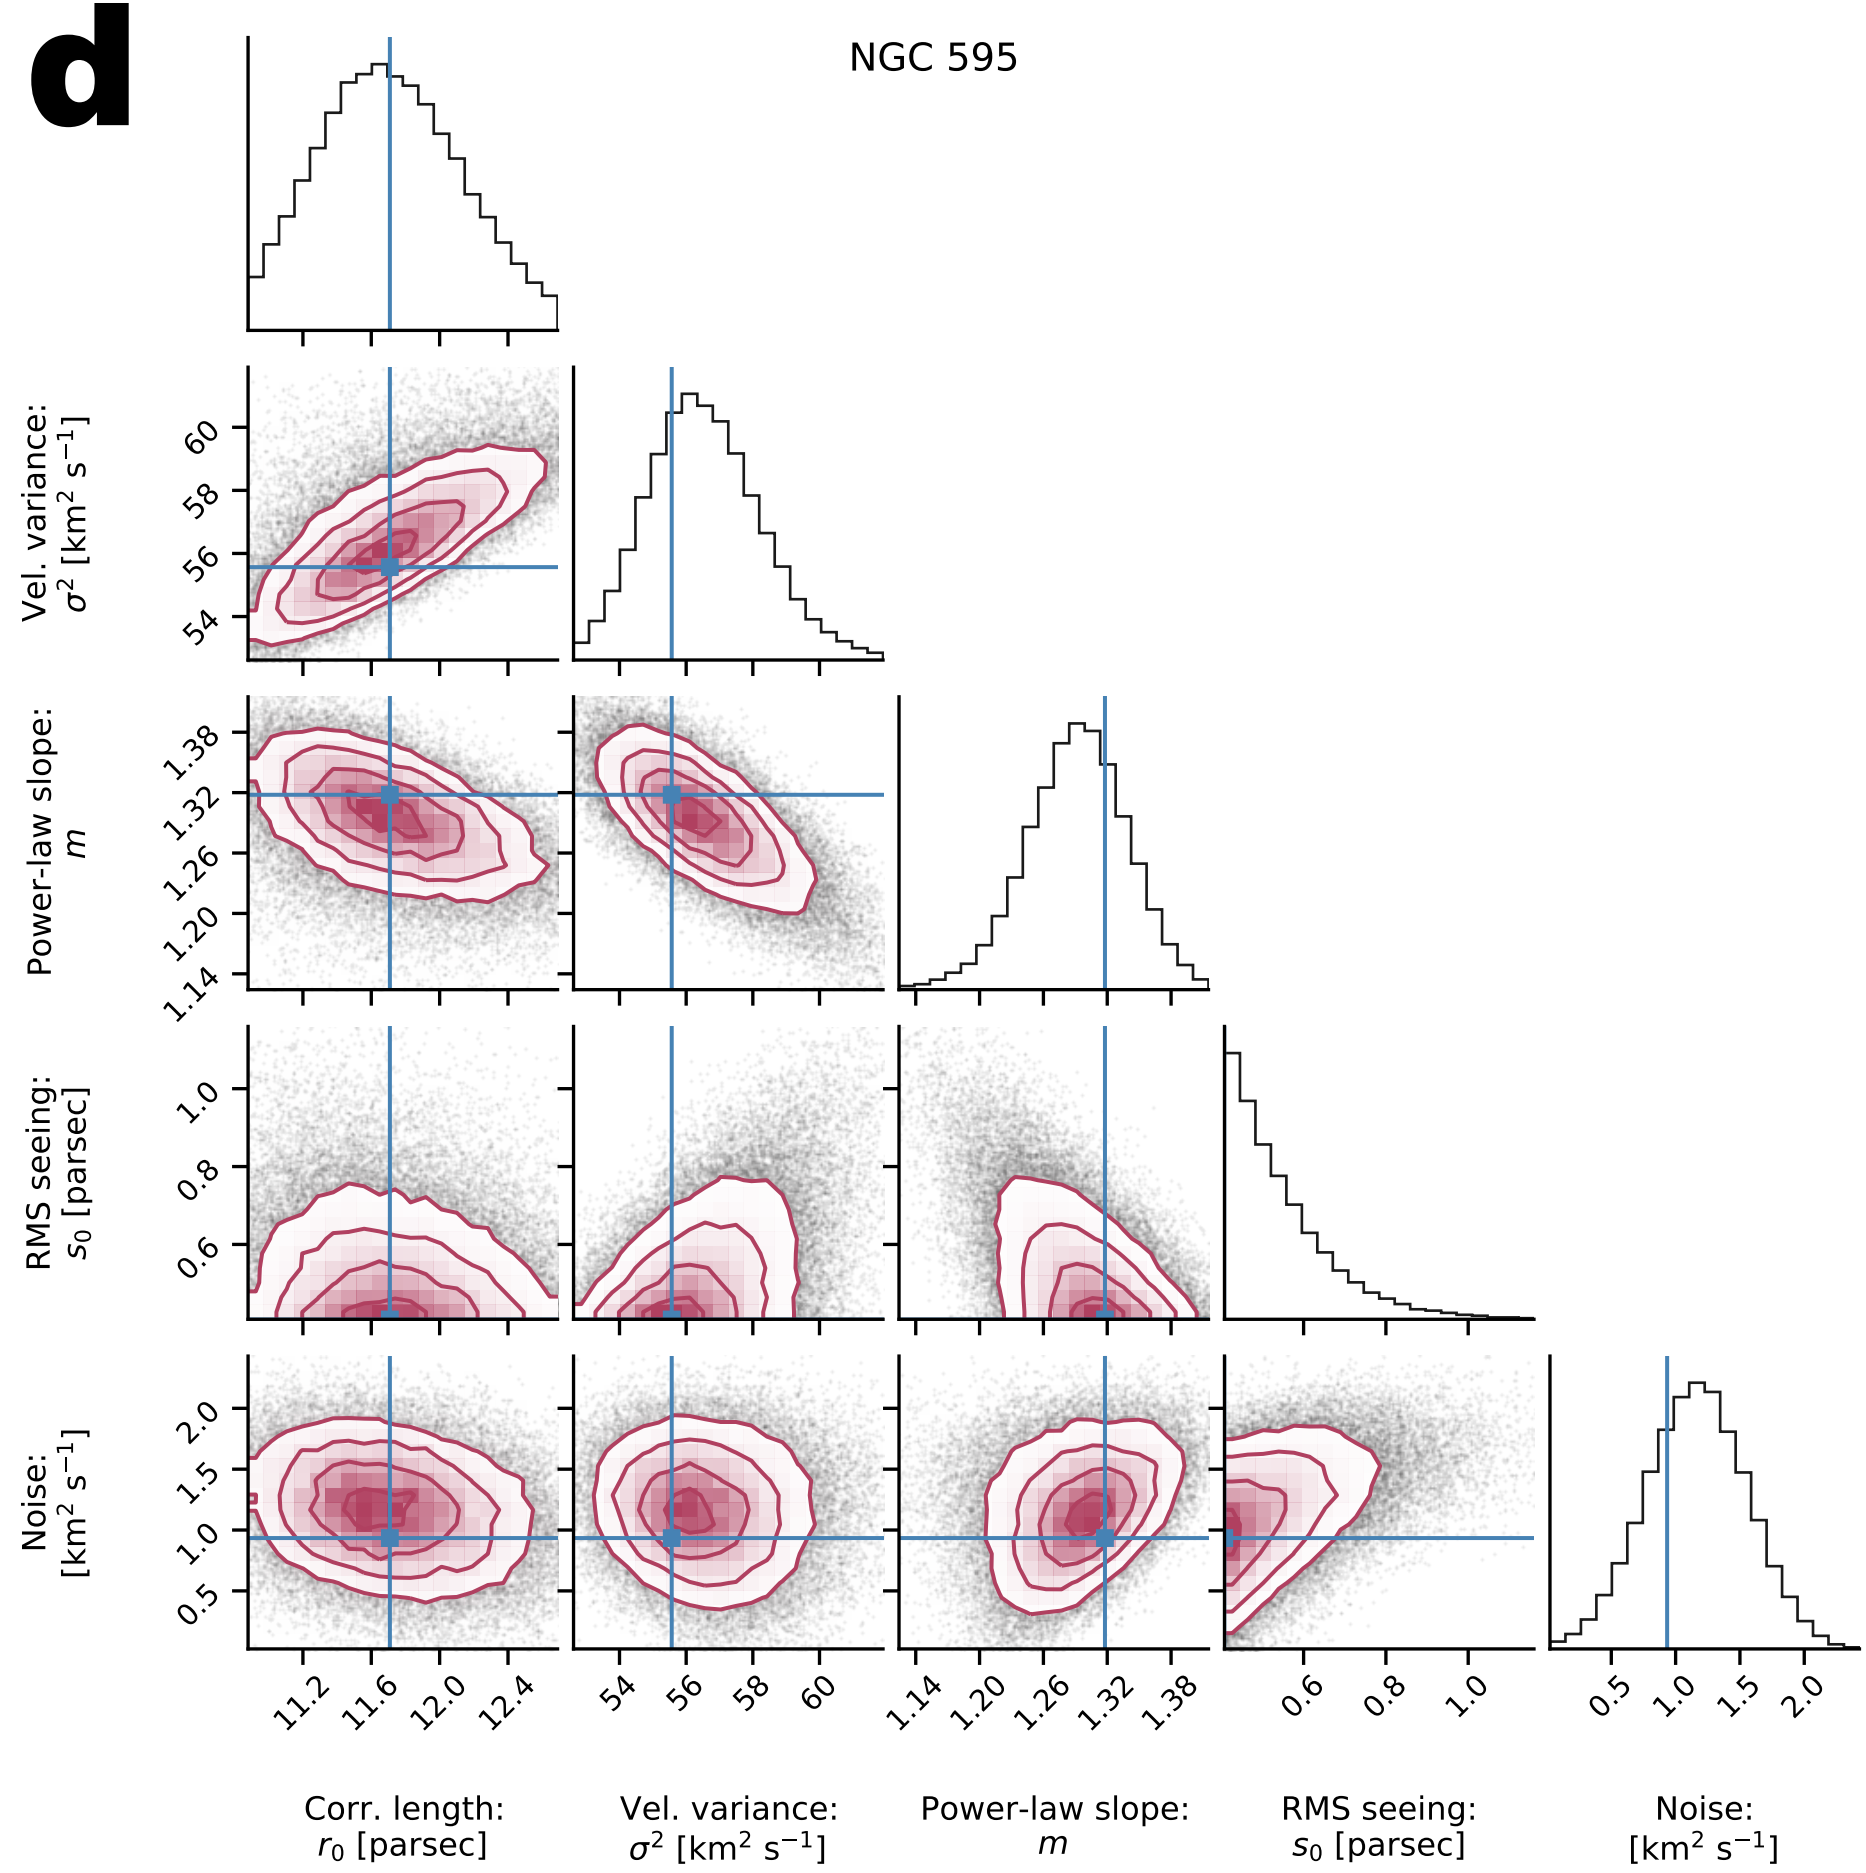 d
NGC 595
Vel. variance:
σ² [km² s⁻¹]
60
58
56
54
Power-law slope:
m
1.38
1.32
1.26
1.20
1.14
RMS seeing:
s₀ [parsec]
1.0
0.8
0.6
Noise:
[km² s⁻¹]
2.0
1.5
1.0
0.5
11.2 11.6 12.0 12.4
54 56 58 60
1.14 1.20 1.26 1.32 1.38
0.6 0.8 1.0
0.5 1.0 1.5 2.0
Corr. length:
r₀ [parsec]
Vel. variance:
σ² [km² s⁻¹]
Power-law slope:
m
RMS seeing:
s₀ [parsec]
Noise:
[km² s⁻¹]